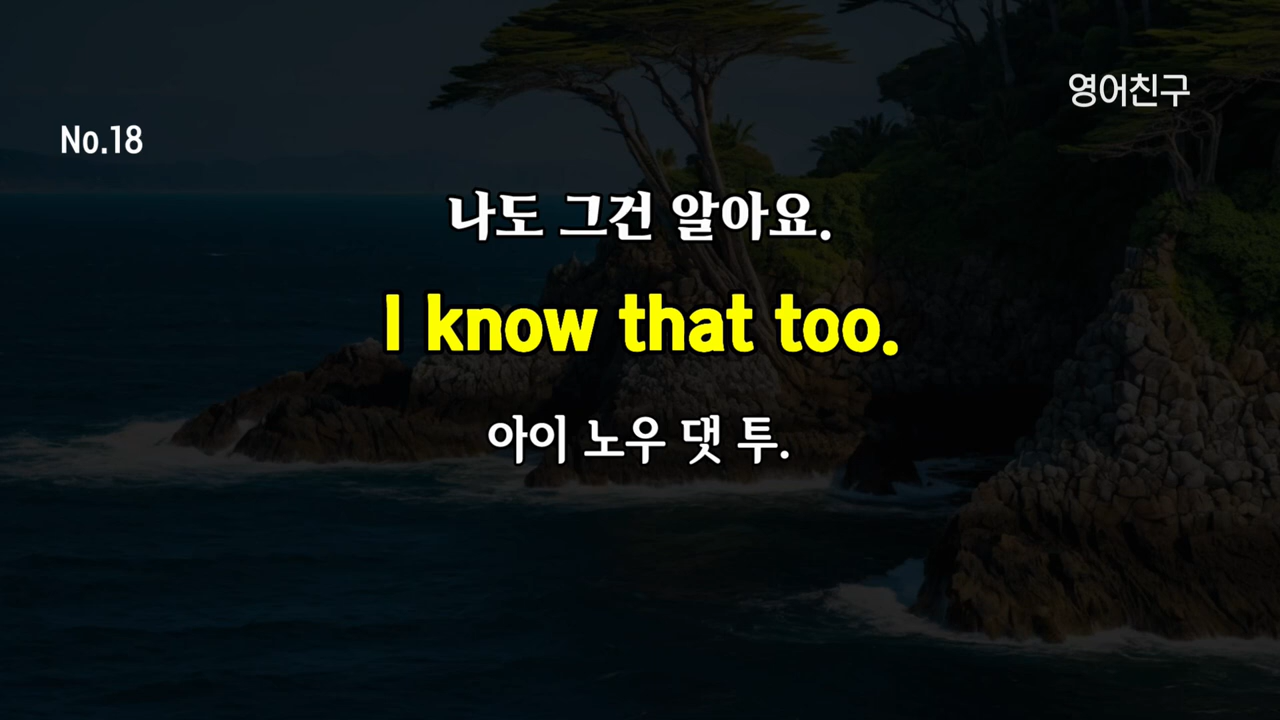 영어친구
No.18
나도 그건 알아요.
I know that too.
아이 노우 댓 투.